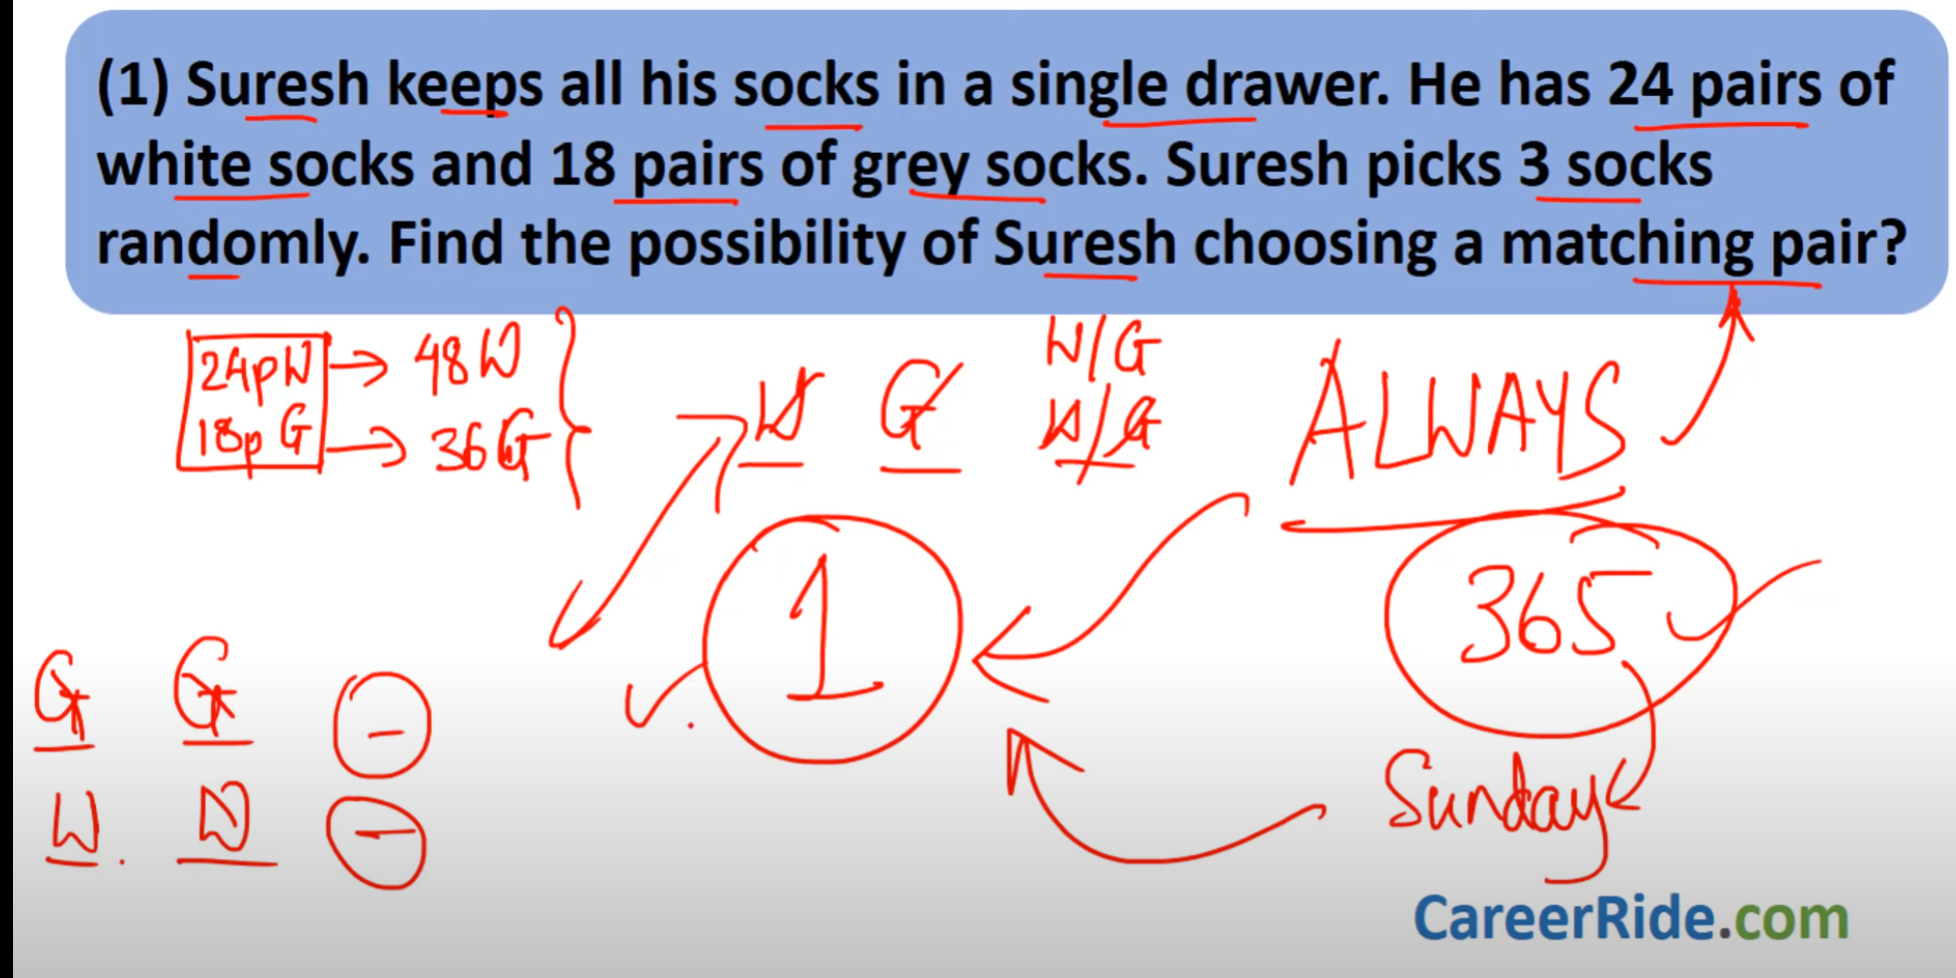 (1) Suresh keeps all his socks in a single drawer. He has 24 pairs of
white socks and 18 pairs of grey socks. Suresh picks 3 socks
randomly. Find the possibility of Suresh choosing a matching pair?
24pW → 48W
18p G → 36G
W G W/G
W/G
ALWAYS
1
365
G G –
W W –
Sunday
CareerRide.com